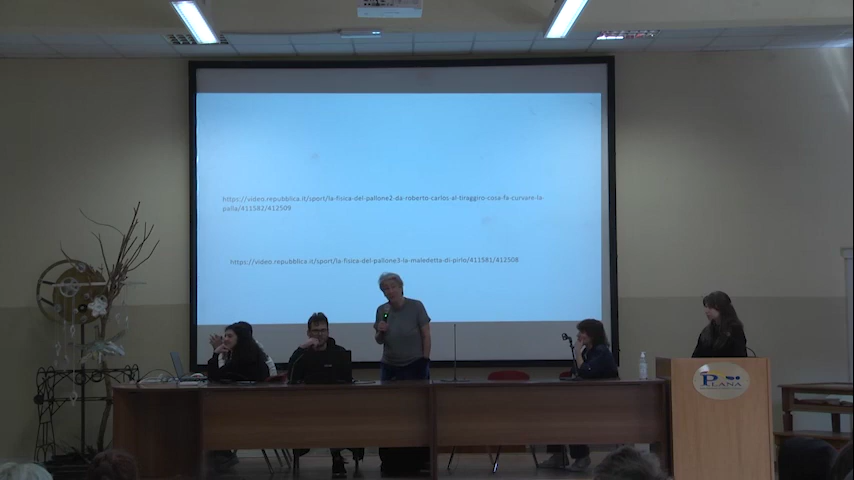 https://video.repubblica.it/sport/la-fisica-del-pallone2-da-roberto-carlos-al-tiraggiro-cosa-fa-curvare-la-
palla/411582/412509
https://video.repubblica.it/sport/la-fisica-del-pallone3-la-maledetta-di-pirlo/411581/412508
PLANA